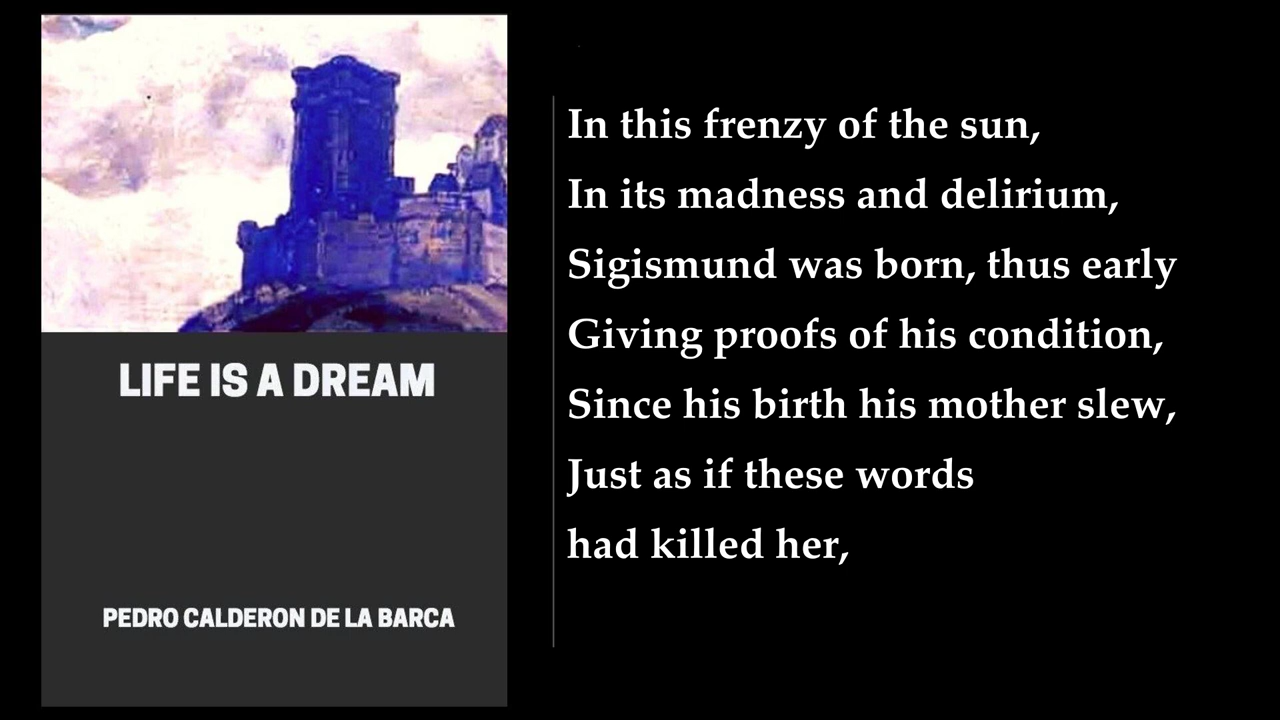 LIFE IS A DREAM
PEDRO CALDERON DE LA BARCA
In this frenzy of the sun,
In its madness and delirium,
Sigismund was born, thus early
Giving proofs of his condition,
Since his birth his mother slew,
Just as if these words
had killed her,